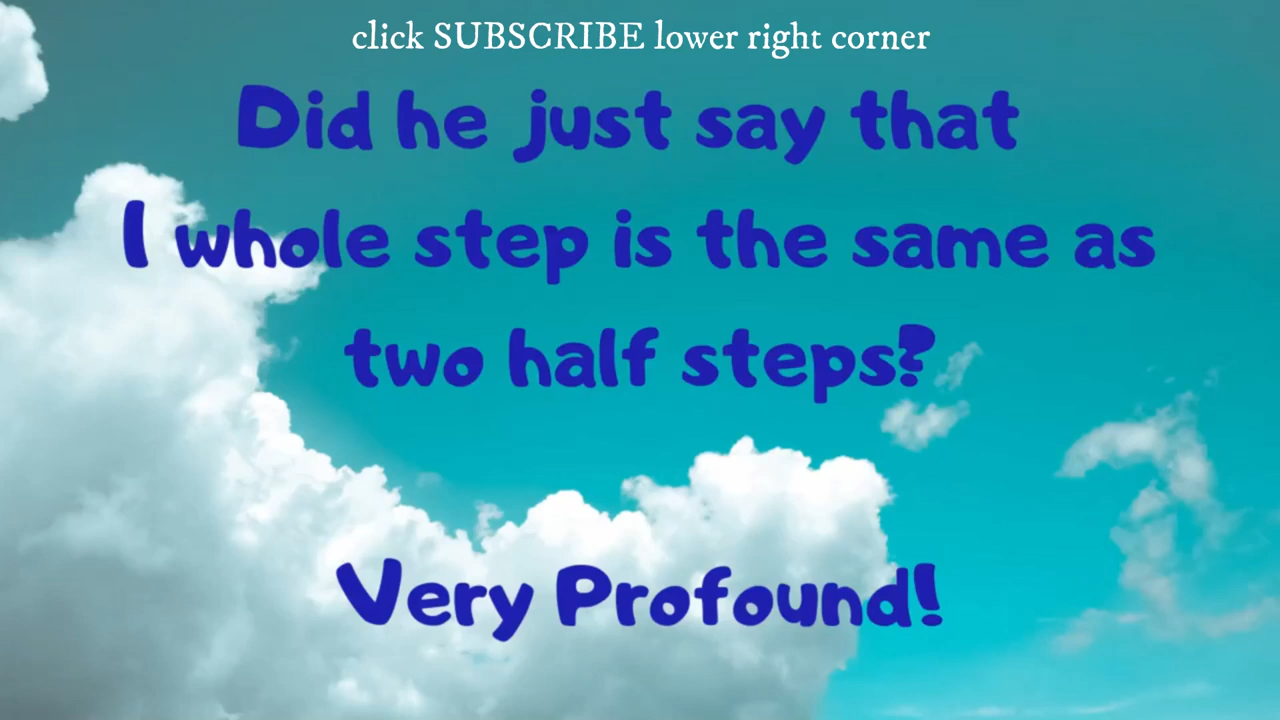 click SUBSCRIBE lower right corner
Did he just say that
I whole step is the same as
two half steps?
Very Profound!